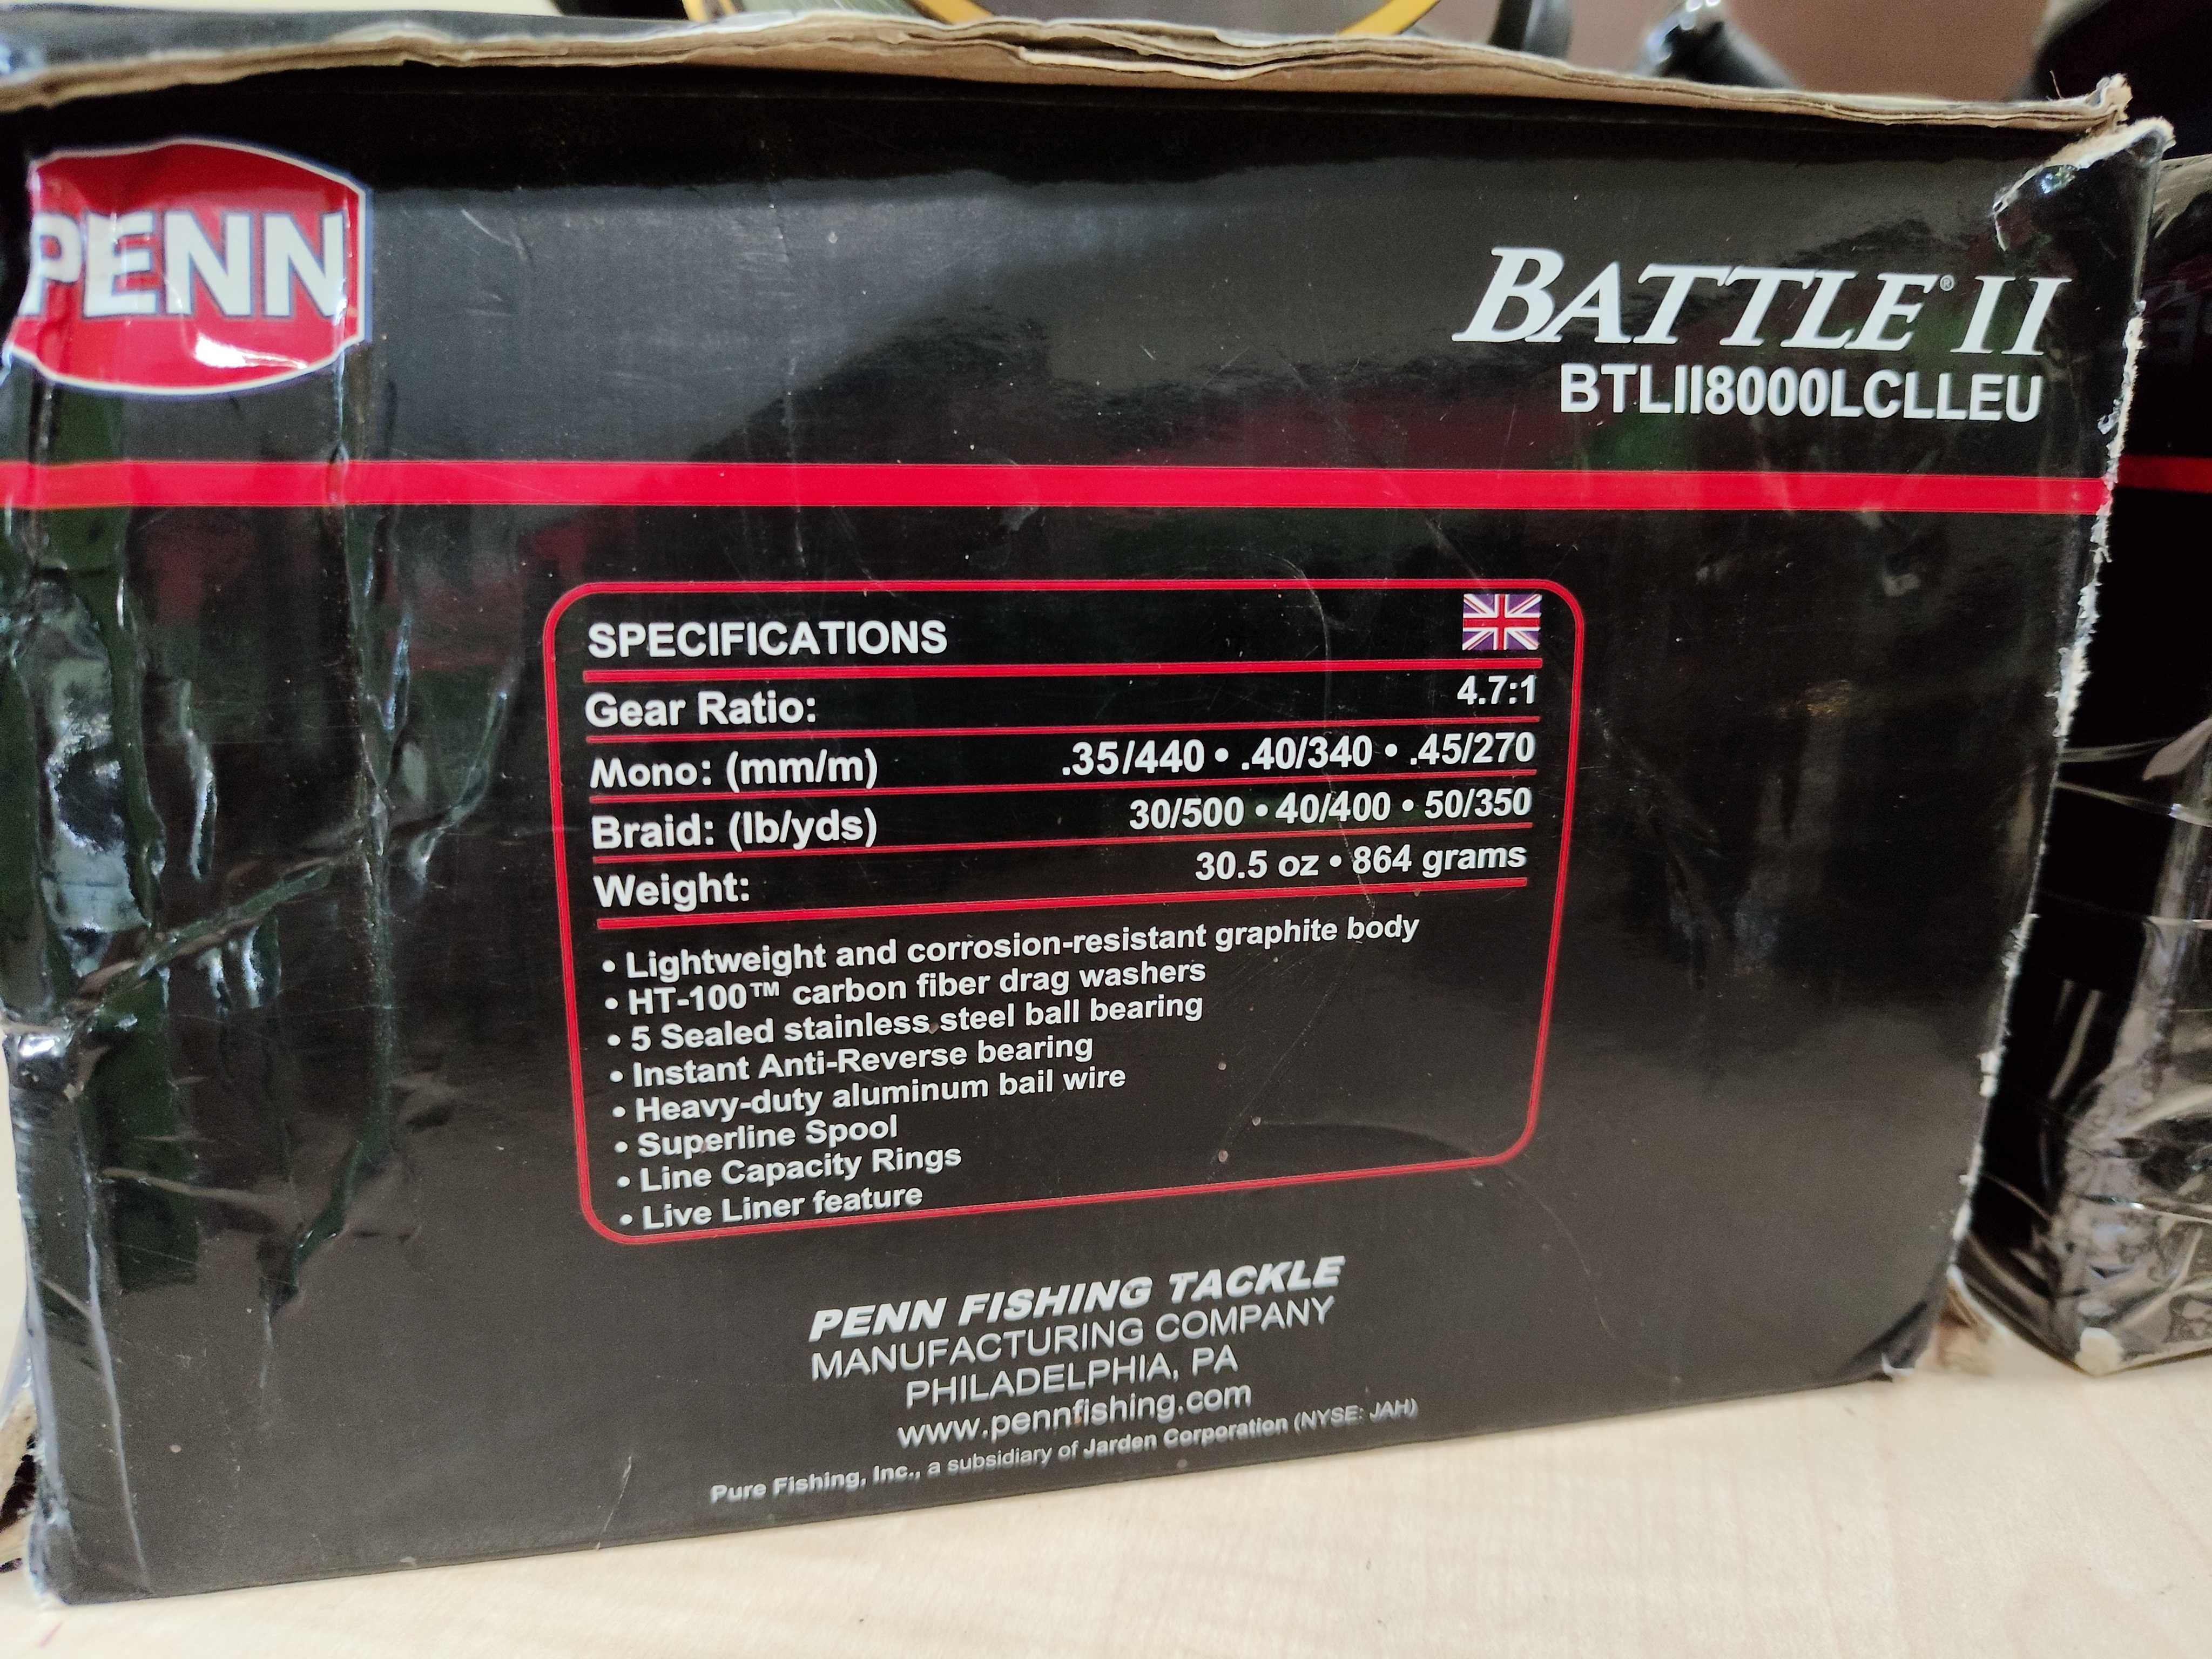 PENN
BATTLE® II
BTLII8000LCLLEU
SPECIFICATIONS
Gear Ratio: 4.7:1
Mono: (mm/m) .35/440 • .40/340 • .45/270
Braid: (lb/yds) 30/500 • 40/400 • 50/350
Weight: 30.5 oz • 864 grams
• Lightweight and corrosion-resistant graphite body
• HT-100™ carbon fiber drag washers
• 5 Sealed stainless steel ball bearing
• Instant Anti-Reverse bearing
• Heavy-duty aluminum bail wire
• Superline Spool
• Line Capacity Rings
• Live Liner feature
PENN FISHING TACKLE
MANUFACTURING COMPANY
PHILADELPHIA, PA
www.pennfishing.com
Pure Fishing, Inc., a subsidiary of Jarden Corporation (NYSE: JAH)